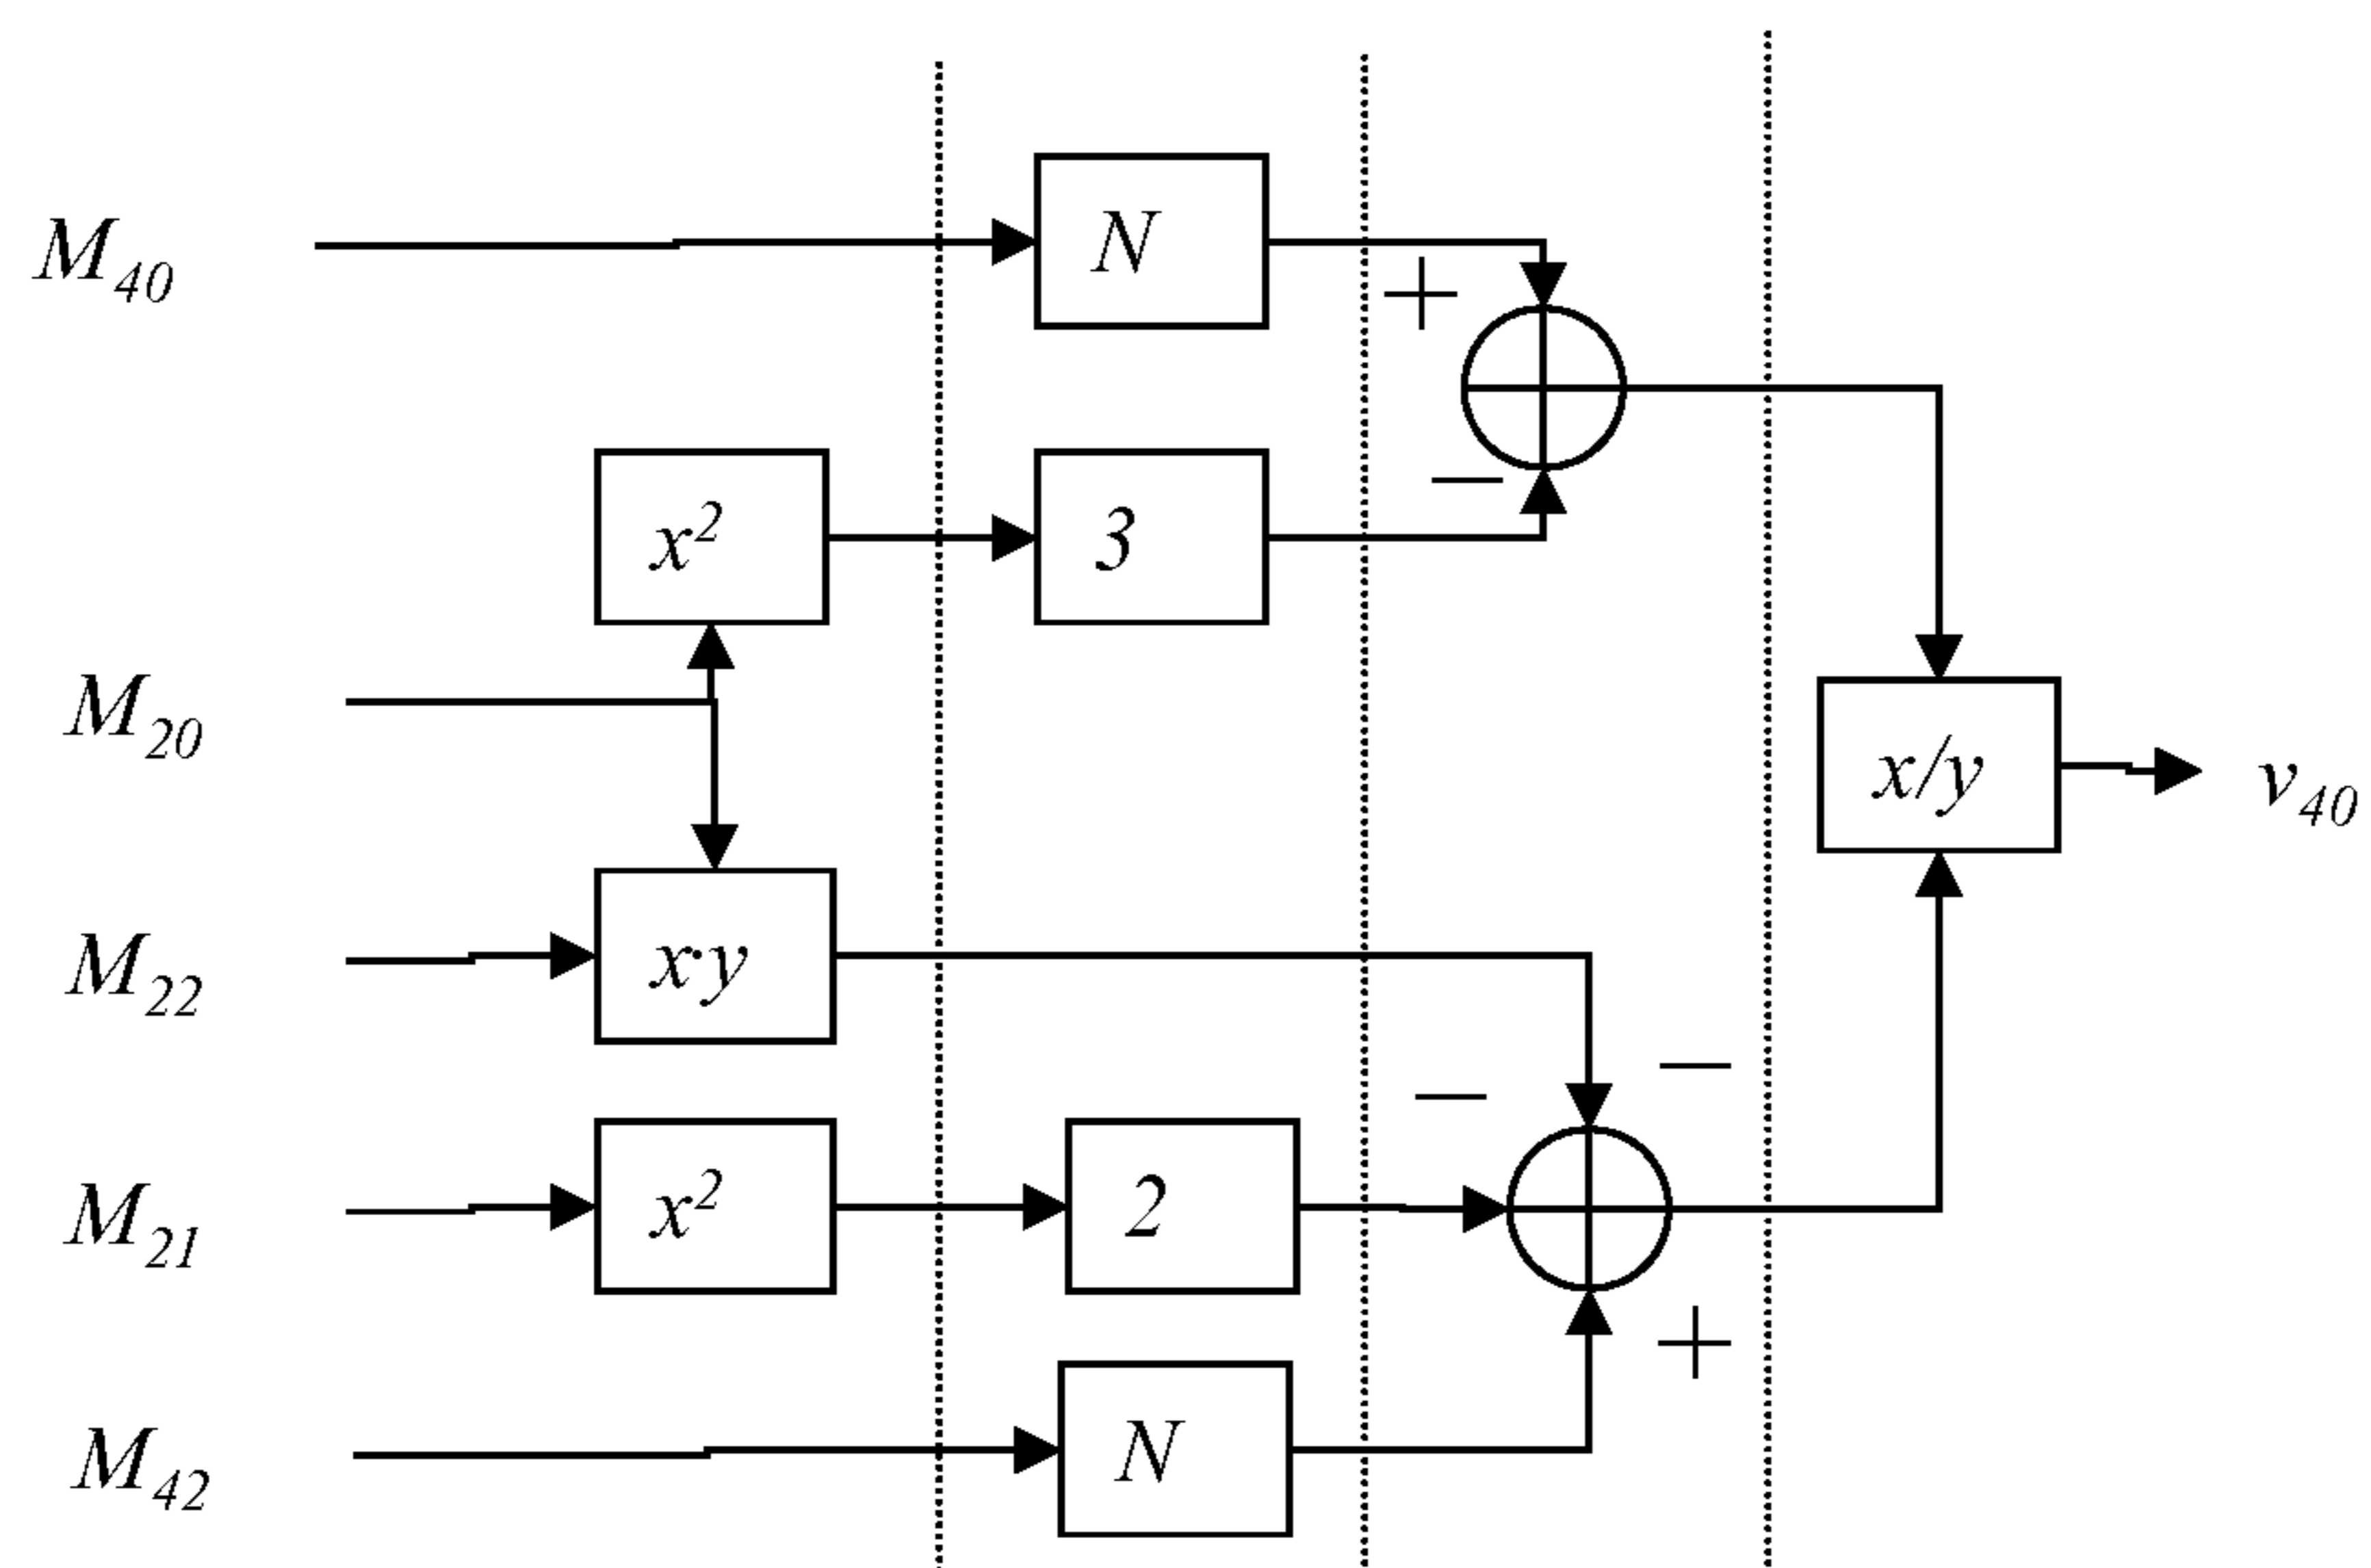 M₄₀
N
+
x²
3
−
M₂₀
x/y
v₄₀
M₂₂
x·y
−
−
M₂₁
x²
2
+
M₄₂
N